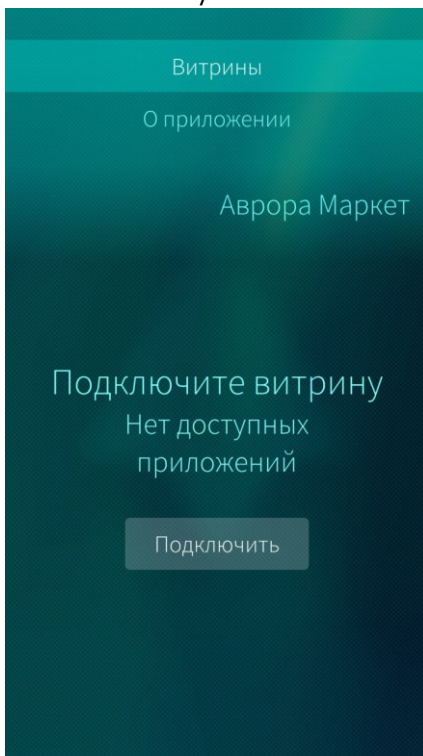 Витрины
О приложении
Аврора Маркет
Подключите витрину
Нет доступных
приложений
Подключить